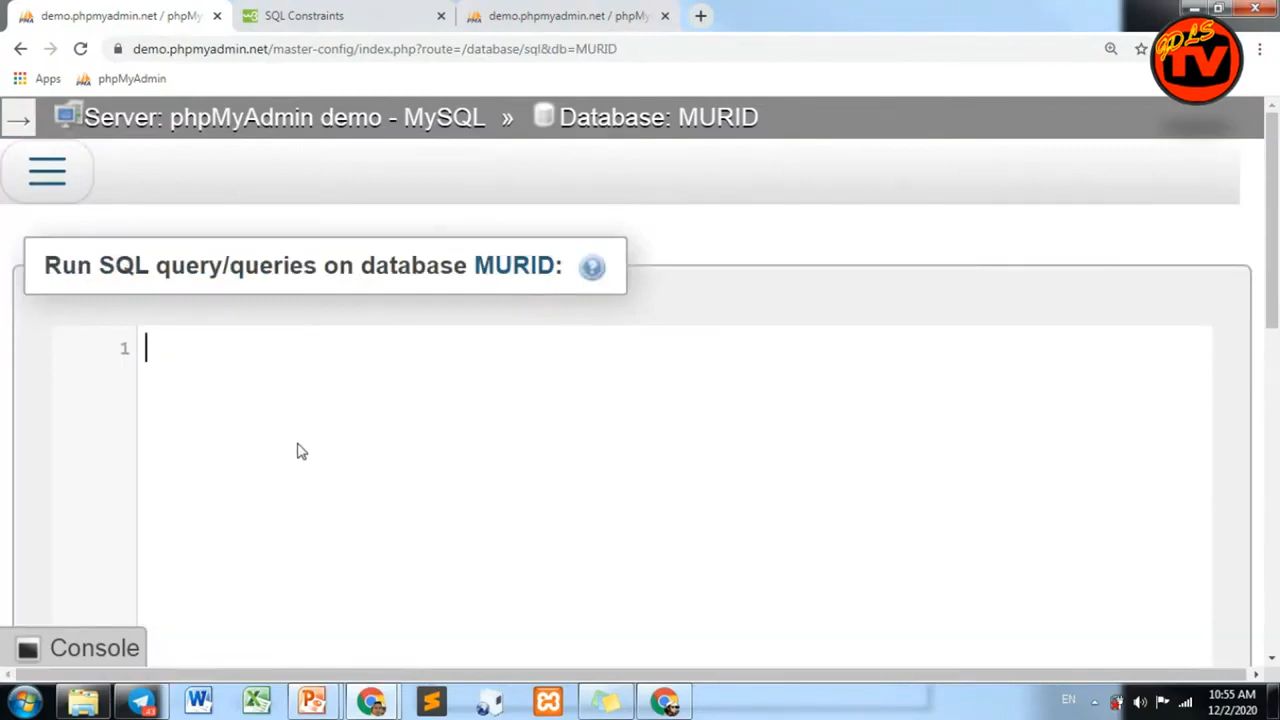 demo.phpmyadmin.net / phpMy
SQL Constraints
demo.phpmyadmin.net / phpMy
demo.phpmyadmin.net/master-config/index.php?route=/database/sql&db=MURID
Apps
phpMyAdmin
GDLS
TV
Server: phpMyAdmin demo - MySQL » Database: MURID
Run SQL query/queries on database MURID:
1
Console
EN
10:55 AM
12/2/2020